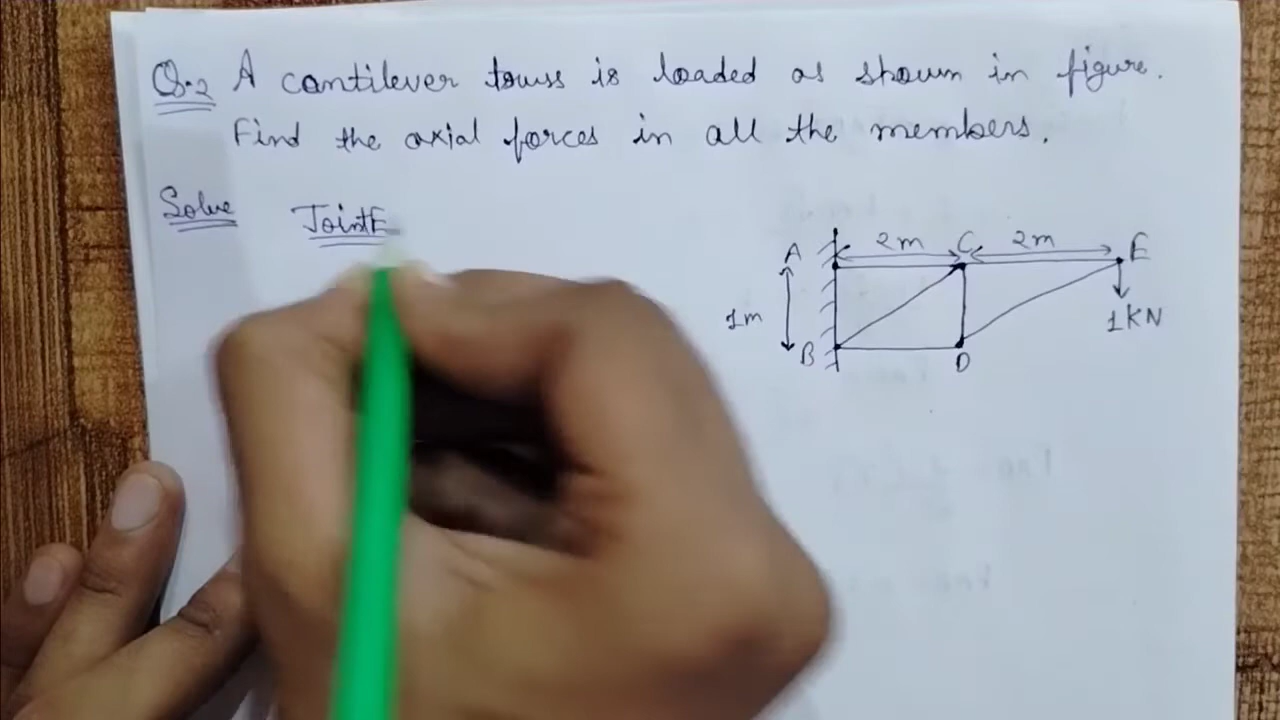 Q.2 A cantilever truss is loaded as shown in figure.
Find the axial forces in all the members.
Solve
Joint E
A 2m C 2m E
1m
1KN
B D